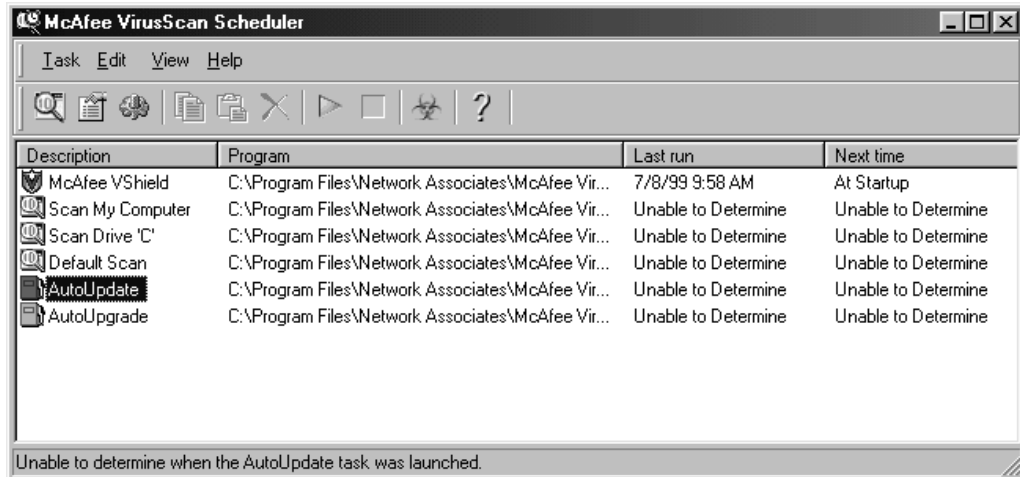 McAfee VirusScan Scheduler
Task Edit View Help
Description Program Last run Next time
McAfee VShield C:\Program Files\Network Associates\McAfee Vir... 7/8/99 9:58 AM At Startup
Scan My Computer C:\Program Files\Network Associates\McAfee Vir... Unable to Determine Unable to Determine
Scan Drive 'C' C:\Program Files\Network Associates\McAfee Vir... Unable to Determine Unable to Determine
Default Scan C:\Program Files\Network Associates\McAfee Vir... Unable to Determine Unable to Determine
AutoUpdate C:\Program Files\Network Associates\McAfee Vir... Unable to Determine Unable to Determine
AutoUpgrade C:\Program Files\Network Associates\McAfee Vir... Unable to Determine Unable to Determine
Unable to determine when the AutoUpdate task was launched.